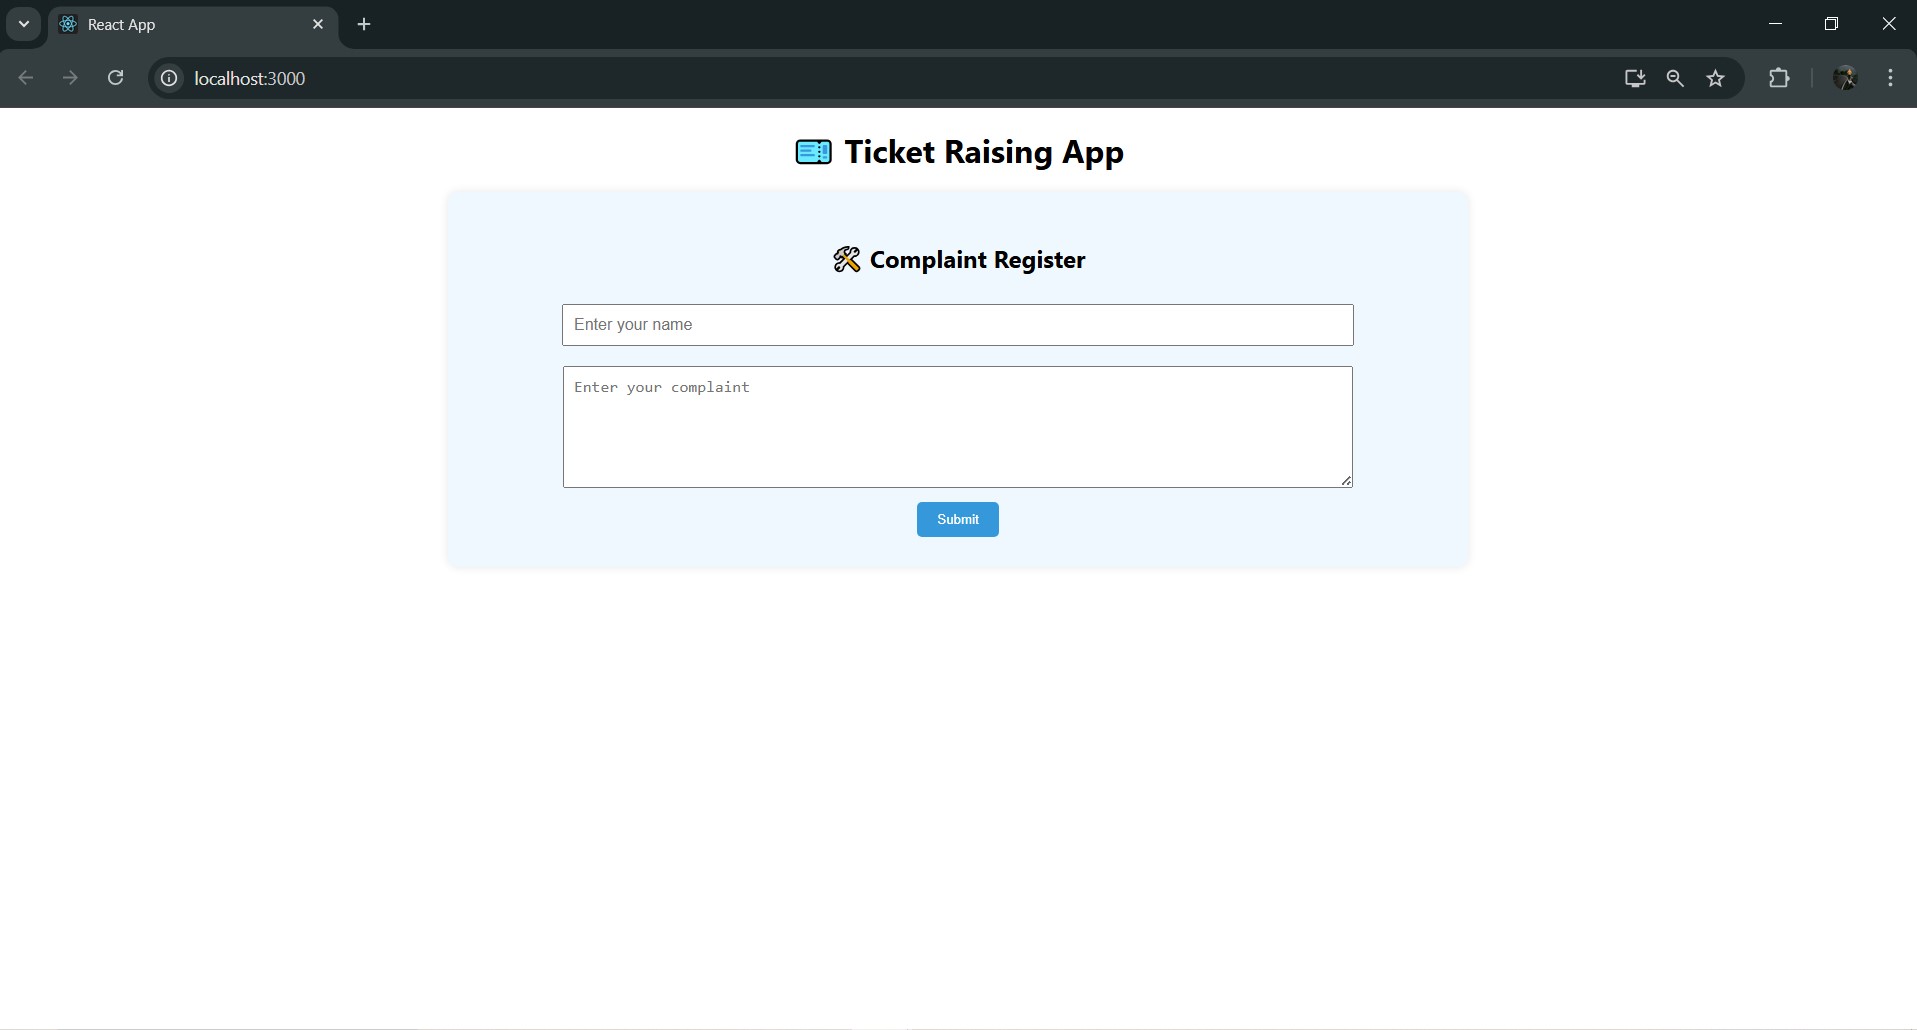 React App
localhost:3000
🎫 Ticket Raising App
🛠 Complaint Register
Enter your name
Enter your complaint
Submit